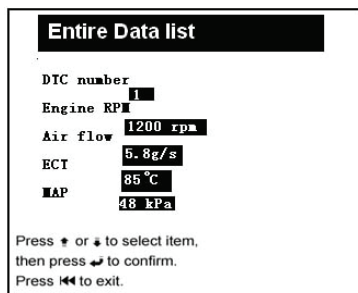 Entire Data list
DTC number
1
Engine RPM
1200 rpm
Air flow
5.8g/s
ECT
85°C
MAP
48 kPa
Press ⬆ or ⬇ to select item,
then press ↵ to confirm.
Press ⏮ to exit.